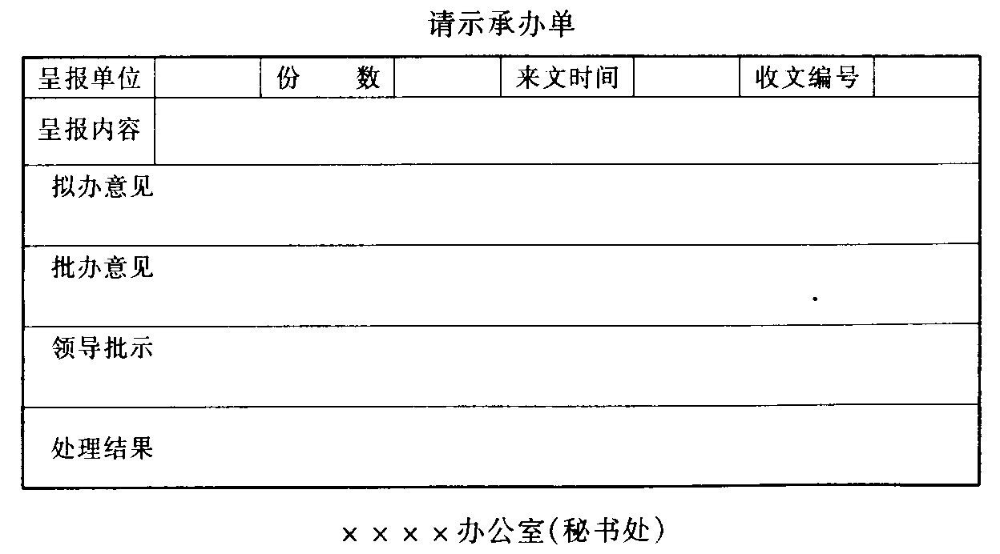 请示承办单
呈报单位 份 数 来文时间 收文编号
呈报内容
拟办意见
批办意见
领导批示
处理结果
××××办公室(秘书处)